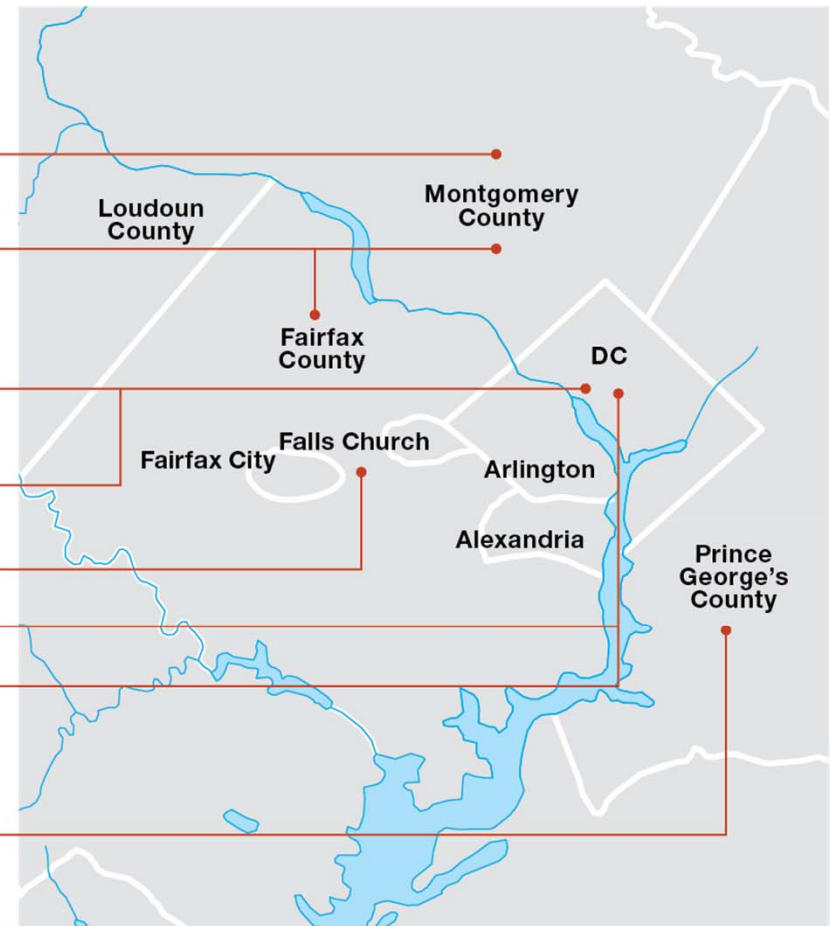 Montgomery
County
Loudoun
County
Fairfax
County
DC
Falls Church
Fairfax City
Arlington
Alexandria
Prince
George’s
County